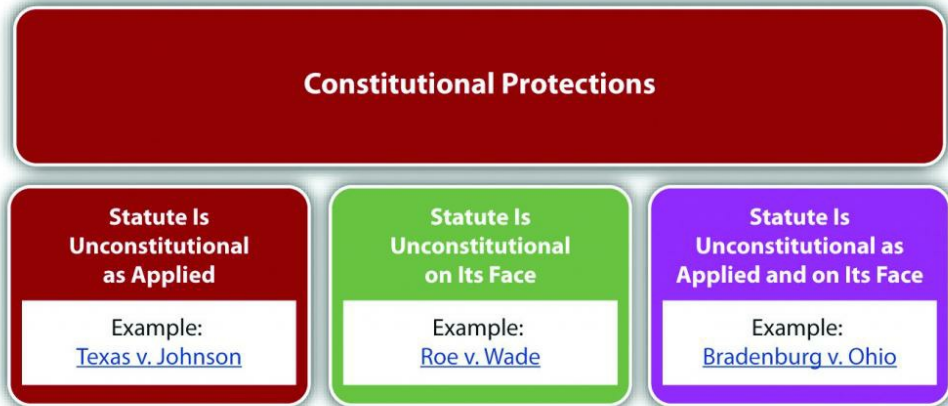 Constitutional Protections
Statute Is
Unconstitutional
as Applied
Example:
Texas v. Johnson
Statute Is
Unconstitutional
on Its Face
Example:
Roe v. Wade
Statute Is
Unconstitutional as
Applied and on Its Face
Example:
Bradenburg v. Ohio